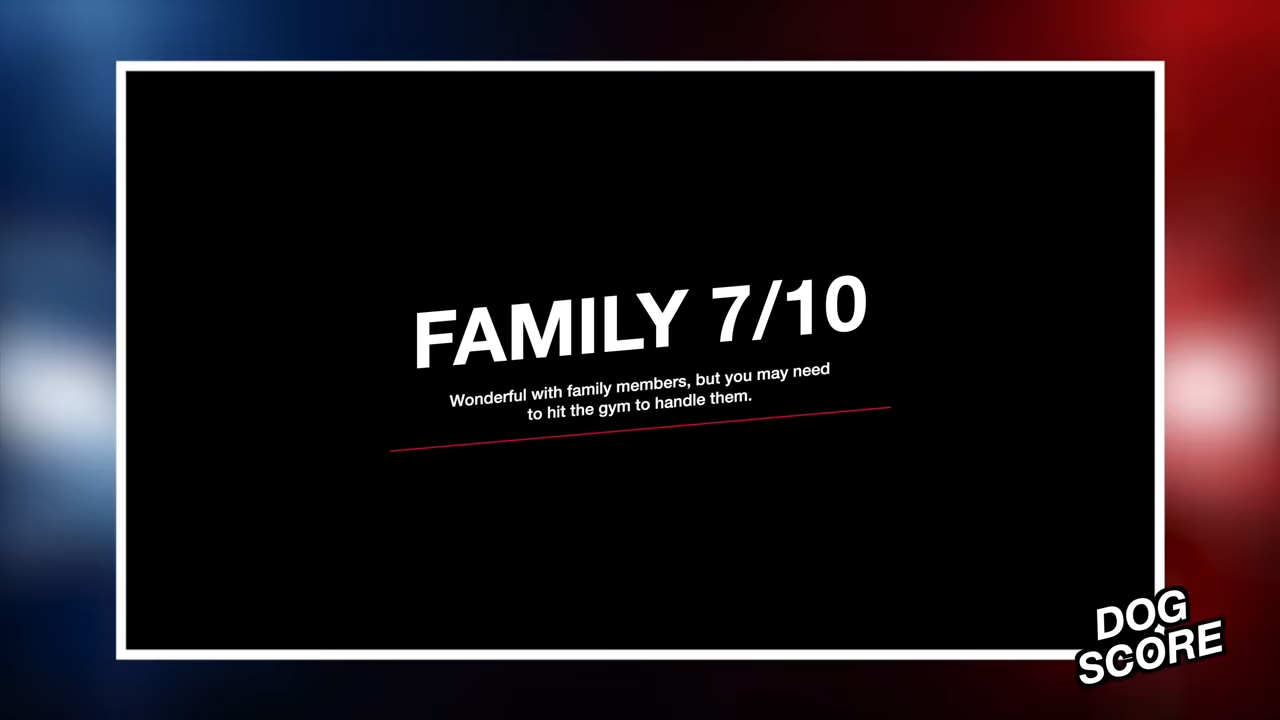 FAMILY 7/10
Wonderful with family members, but you may need
to hit the gym to handle them.
DOG
SCORE